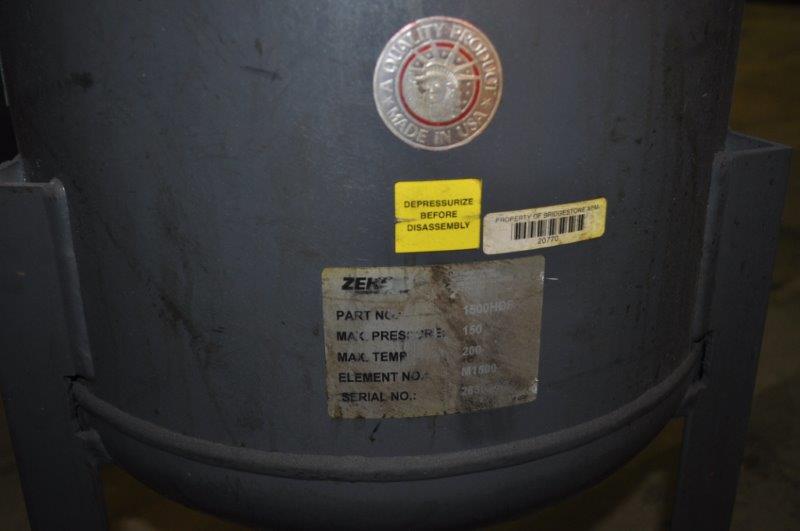 A QUALITY PRODUCT
MADE IN USA
DEPRESSURIZE
BEFORE
DISASSEMBLY
PROPERTY OF BRIDGESTONE APM
20770
ZEKS
PART NO.:
MAX. PRESSURE: 150
MAX. TEMP 200
ELEMENT NO.: M1500
SERIAL NO.: